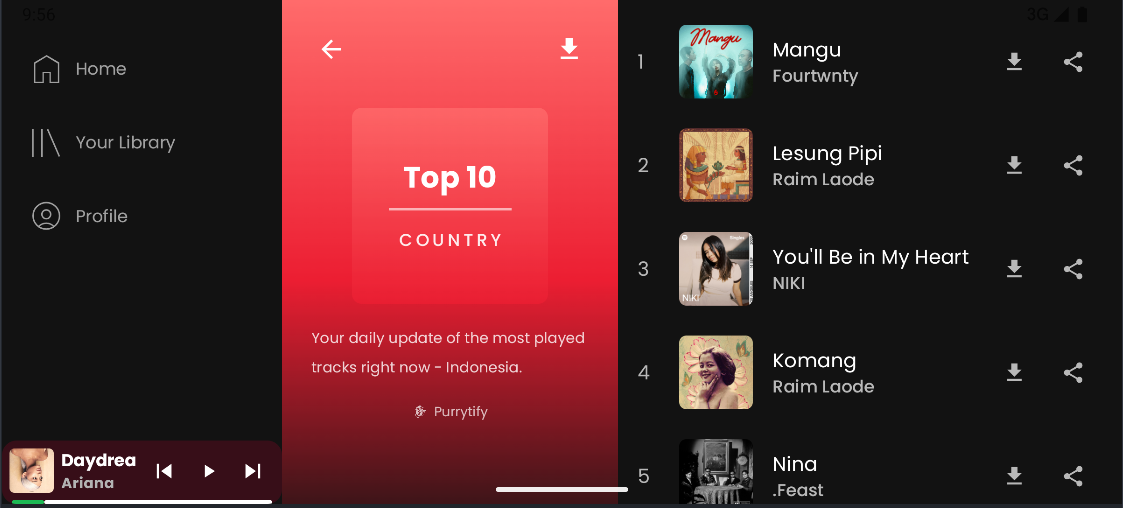 9:56
3G
Home
Your Library
Profile
Daydrea
Ariana
Top 10
COUNTRY
Your daily update of the most played
tracks right now - Indonesia.
Purrytify
1
Mangu
Mangu
Fourtwnty
2
Lesung Pipi
Raim Laode
3
NIKI
You'll Be in My Heart
NIKI
4
Komang
Raim Laode
5
Nina
.Feast